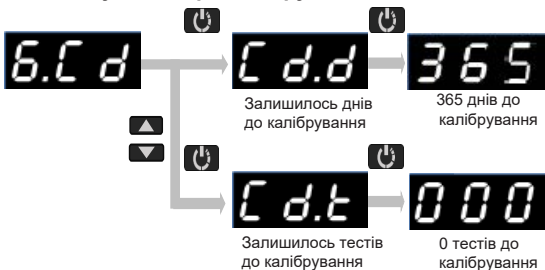 6.Cd
Cd.d
365
Залишилось днів
до калібрування
365 днів до
калібрування
Cd.t
000
Залишилось тестів
до калібрування
0 тестів до
калібрування